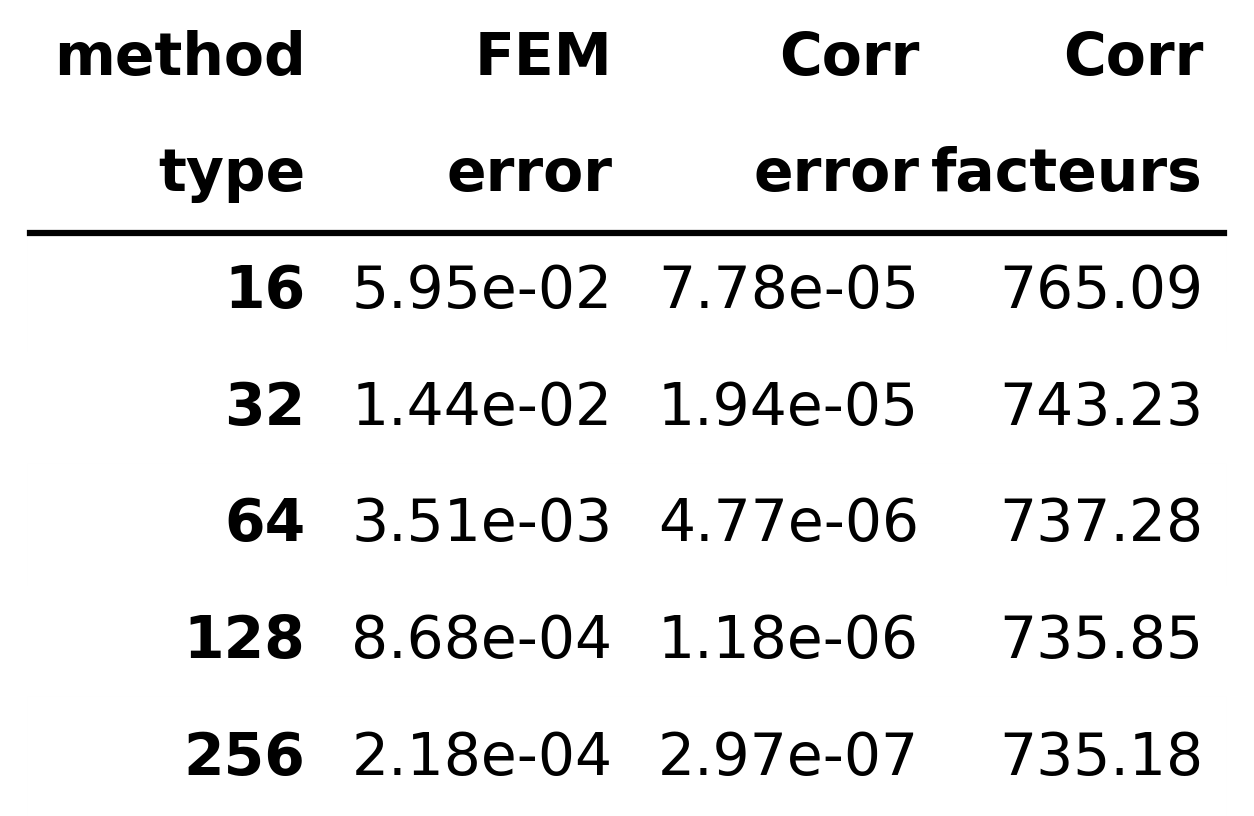 method FEM Corr Corr
type error error facteurs
16 5.95e-02 7.78e-05 765.09
32 1.44e-02 1.94e-05 743.23
64 3.51e-03 4.77e-06 737.28
128 8.68e-04 1.18e-06 735.85
256 2.18e-04 2.97e-07 735.18